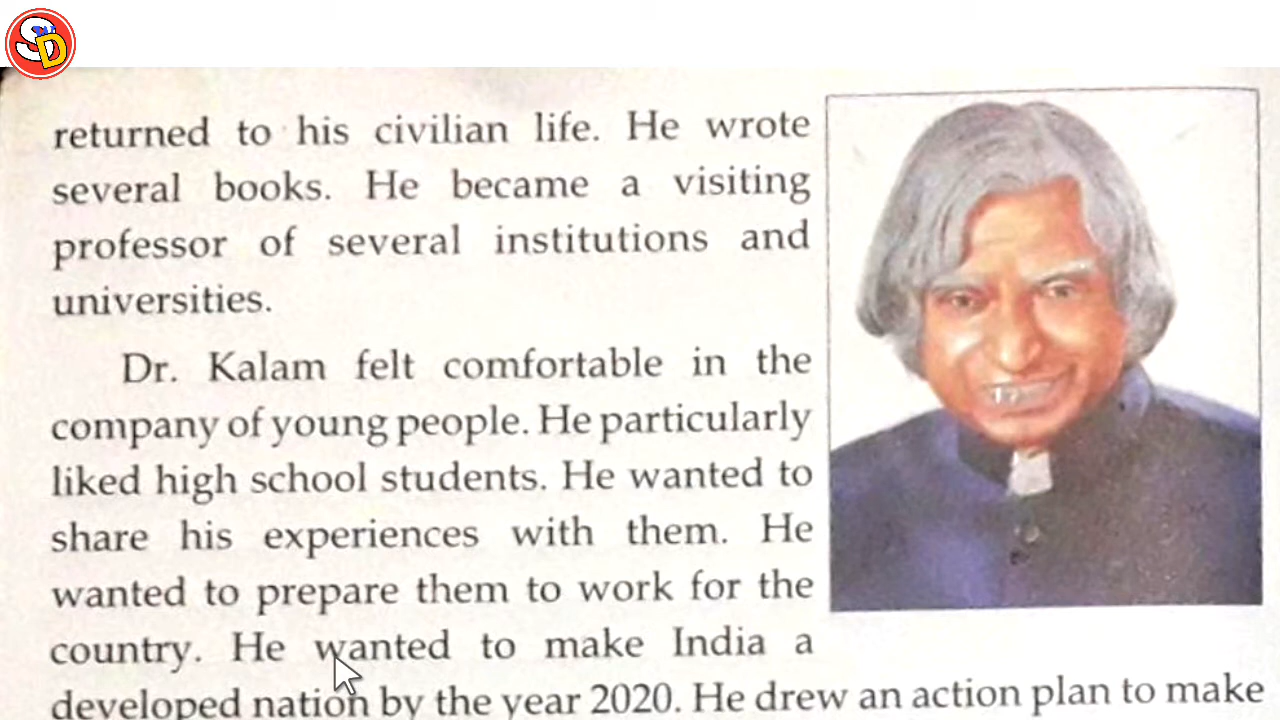 SD
returned to his civilian life. He wrote
several books. He became a visiting
professor of several institutions and
universities.
Dr. Kalam felt comfortable in the
company of young people. He particularly
liked high school students. He wanted to
share his experiences with them. He
wanted to prepare them to work for the
country. He wanted to make India a
developed nation by the year 2020. He drew an action plan to make